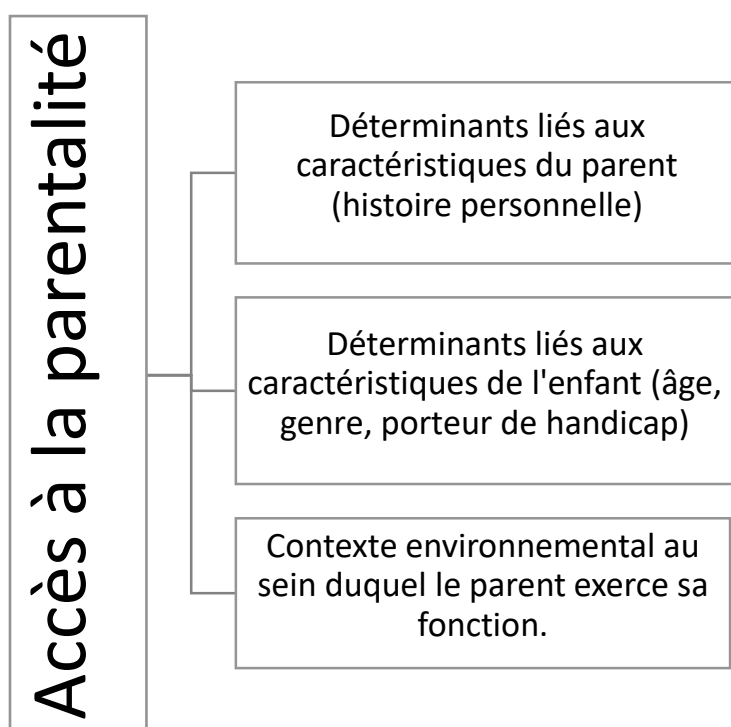 Accès à la parentalité
Déterminants liés aux
caractéristiques du parent
(histoire personnelle)
Déterminants liés aux
caractéristiques de l'enfant (âge,
genre, porteur de handicap)
Contexte environnemental au
sein duquel le parent exerce sa
fonction.